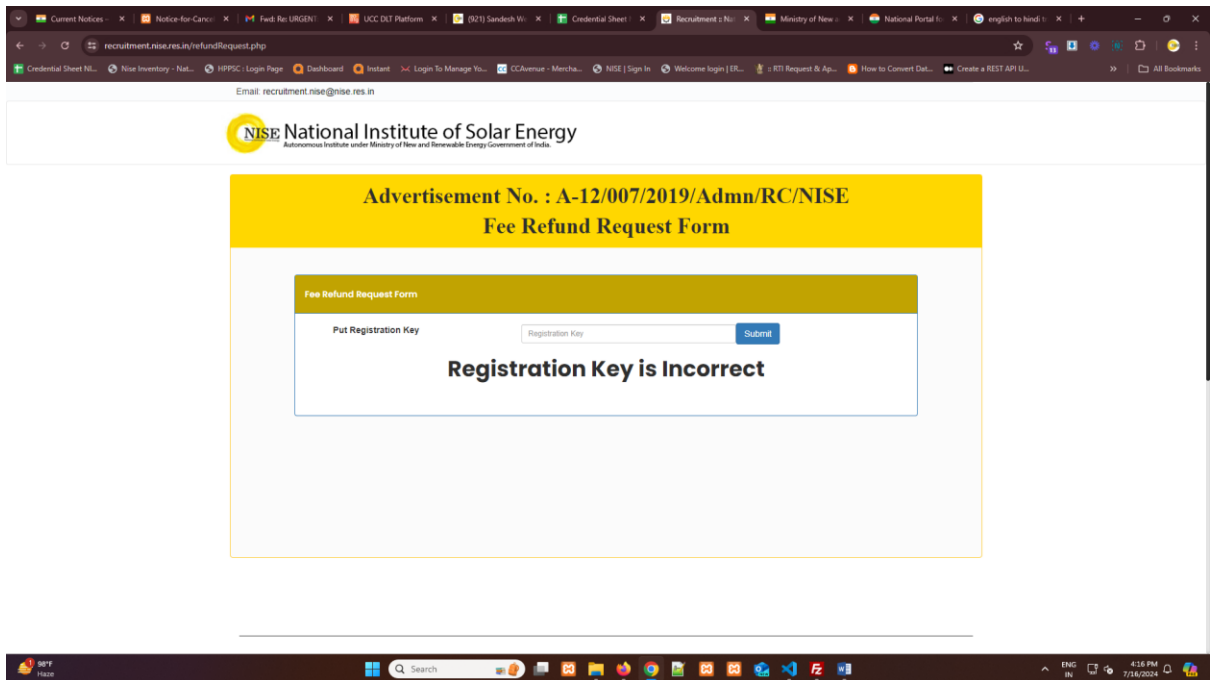 Current Notices -
Notice-for-Cance
Fwd: Re: URGENT
UCC DLT Platform
(921) Sandesh We
Credential Sheet
Recruitment :: Na
Ministry of New a
National Portal fo
english to hindi t
recruitment.nise.res.in/refundRequest.php
Credential Sheet NI...
Nise Inventory - Nat...
HPPSC : Login Page
Dashboard
Instant
Login To Manage Yo...
CCAvenue - Mercha...
NISE | Sign In
Welcome login | ER...
:: RTI Request & Ap...
How to Convert Dat...
Create a REST API U...
»
All Bookmarks
Email: recruitment.nise@nise.res.in
NISE National Institute of Solar Energy
Autonomous Institute under Ministry of New and Renewable Energy Government of India.
Advertisement No. : A-12/007/2019/Admn/RC/NISE
Fee Refund Request Form
Fee Refund Request Form
Put Registration Key
Registration Key
Submit
Registration Key is Incorrect
98°F
Haze
Search
ENG
IN
4:16 PM
7/16/2024